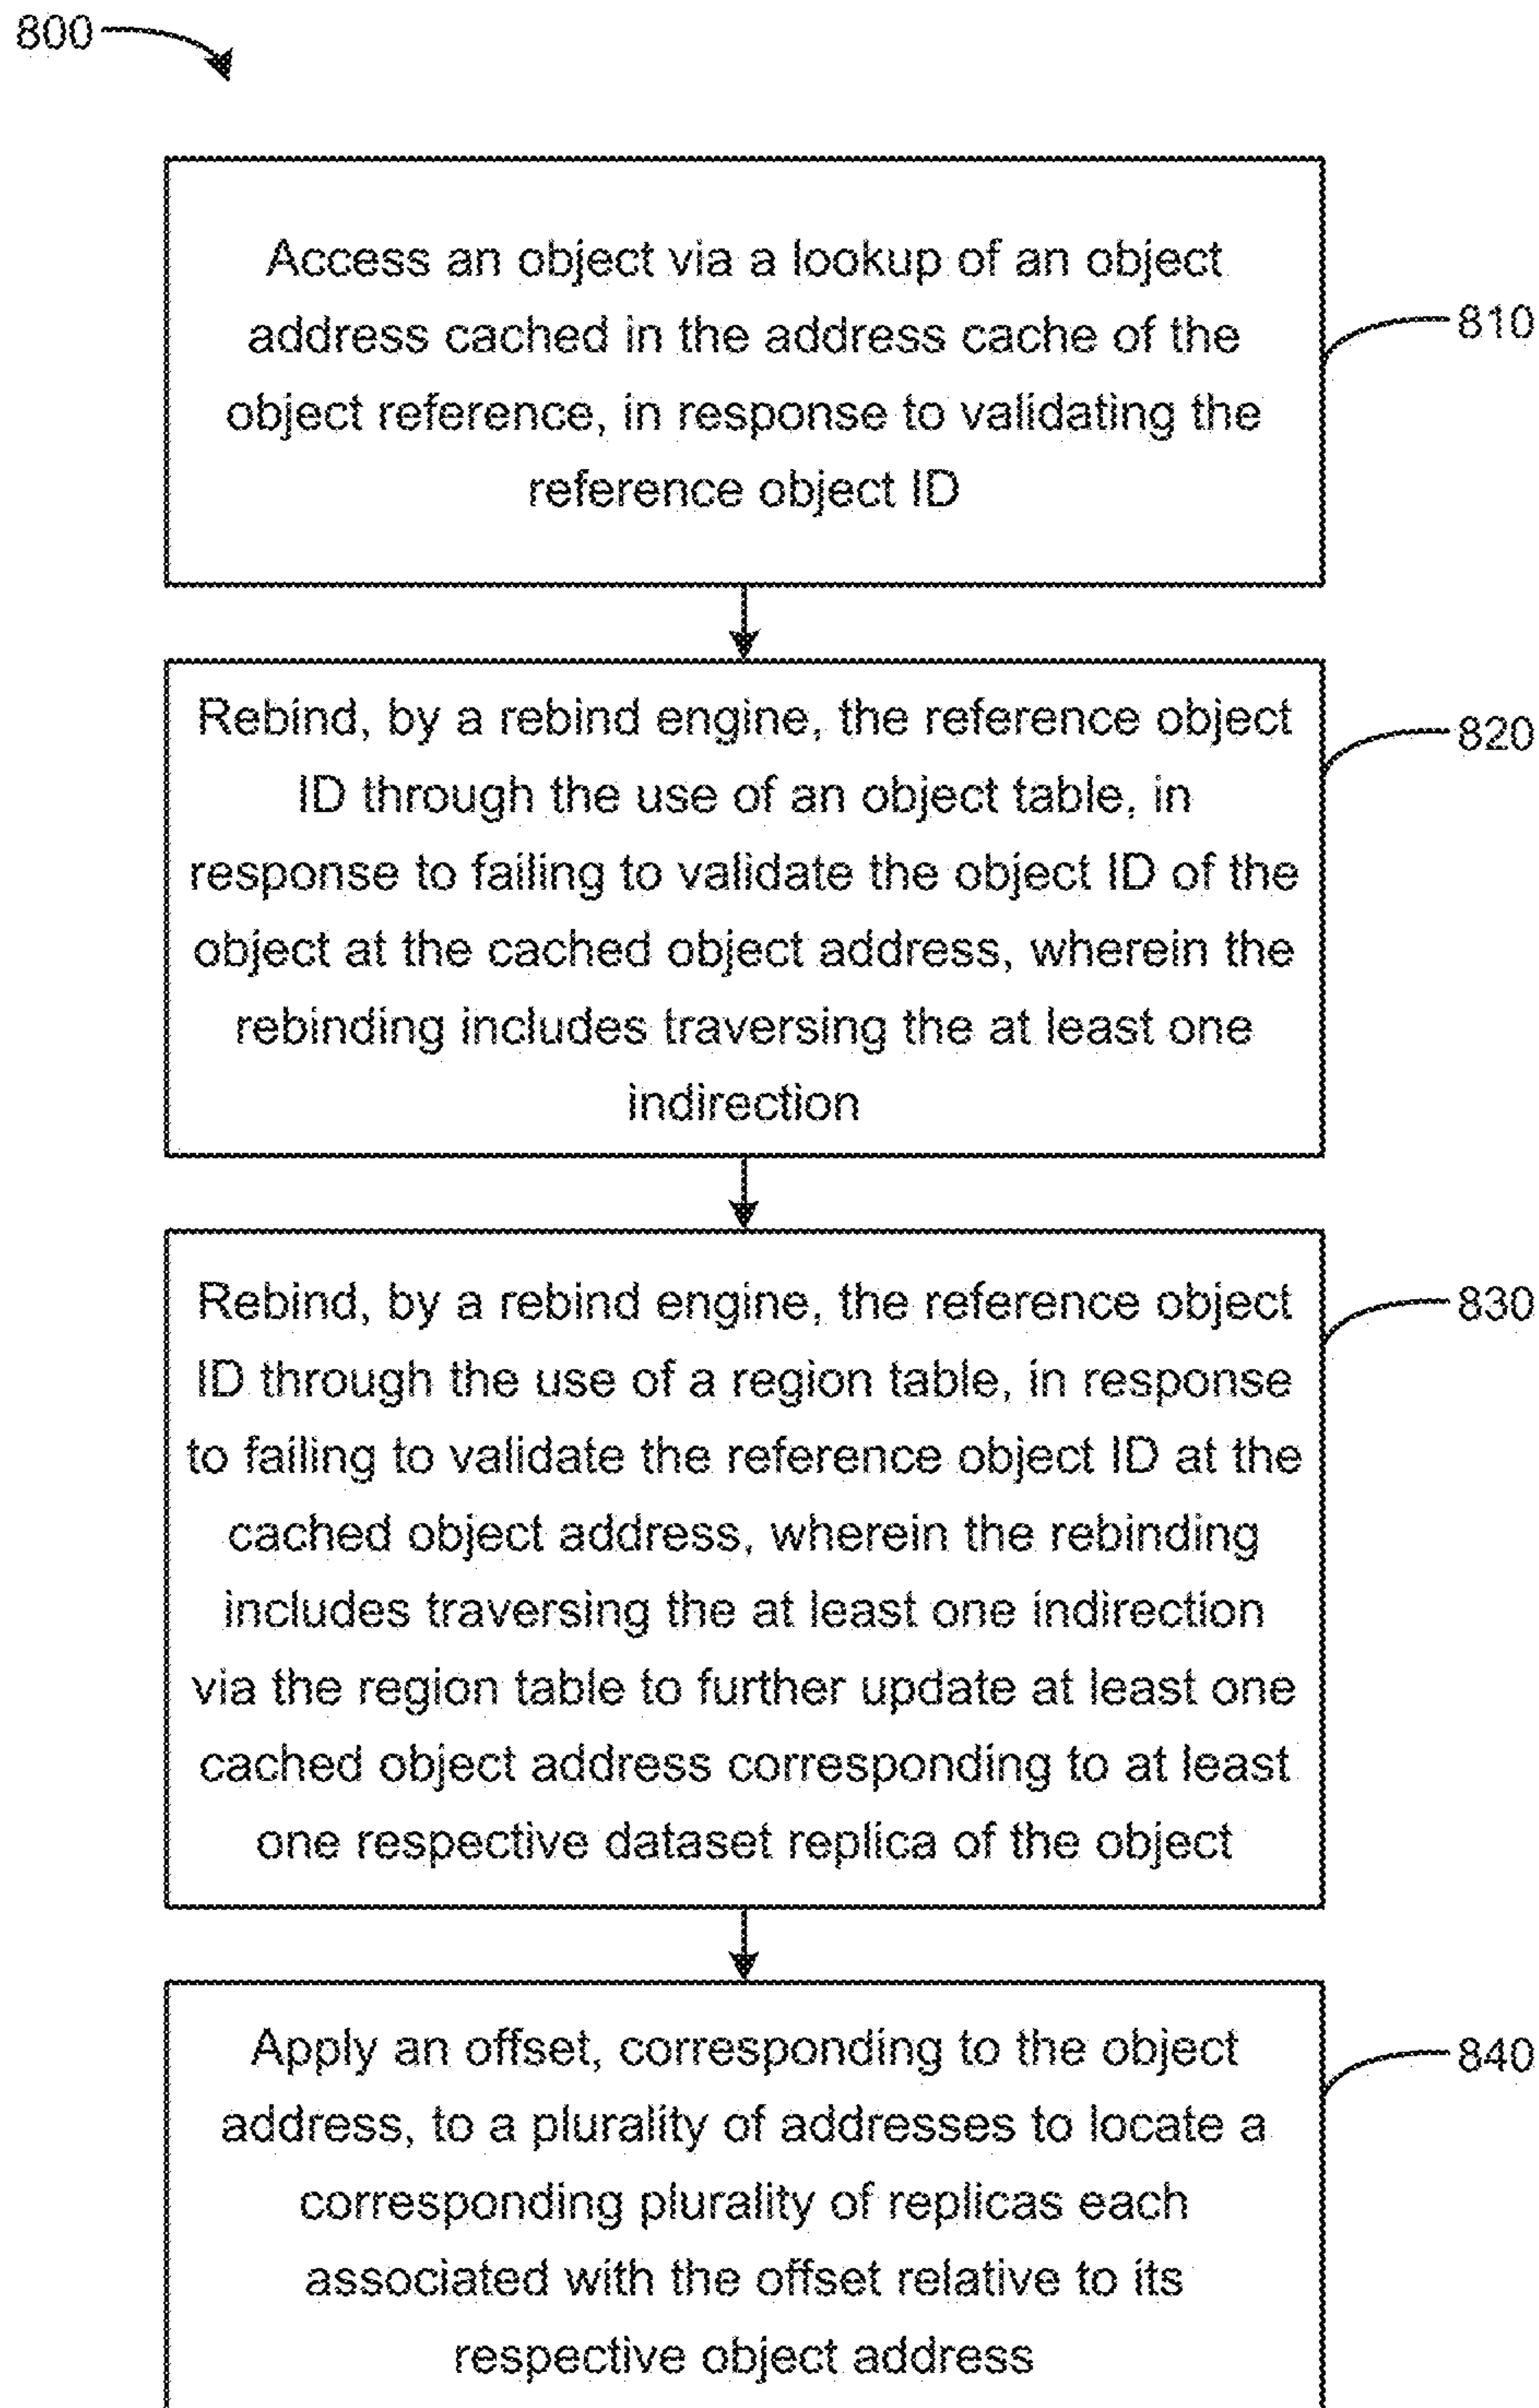 800
Access an object via a lookup of an object
address cached in the address cache of the
object reference, in response to validating the
reference object ID
810
Rebind, by a rebind engine, the reference object
ID through the use of an object table, in
response to failing to validate the object ID of the
object at the cached object address, wherein the
rebinding includes traversing the at least one
indirection
820
Rebind, by a rebind engine, the reference object
ID through the use of a region table, in response
to failing to validate the reference object ID at the
cached object address, wherein the rebinding
includes traversing the at least one indirection
via the region table to further update at least one
cached object address corresponding to at least
one respective dataset replica of the object
830
Apply an offset, corresponding to the object
address, to a plurality of addresses to locate a
corresponding plurality of replicas each
associated with the offset relative to its
respective object address
840